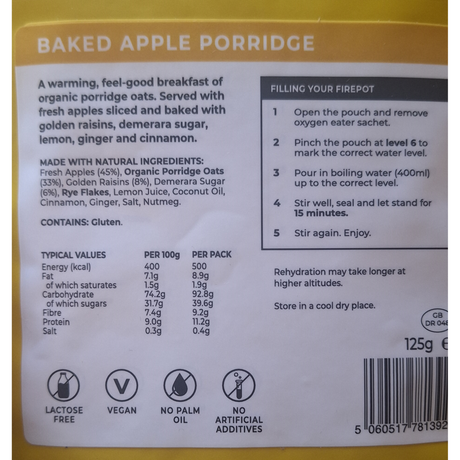 BAKED APPLE PORRIDGE
A warming, feel-good breakfast of
organic porridge oats. Served with
fresh apples sliced and baked with
golden raisins, demerara sugar,
lemon, ginger and cinnamon.
MADE WITH NATURAL INGREDIENTS:
Fresh Apples (45%), Organic Porridge Oats
(33%), Golden Raisins (8%), Demerara Sugar
(6%), Rye Flakes, Lemon Juice, Coconut Oil,
Cinnamon, Ginger, Salt, Nutmeg.
CONTAINS: Gluten.
TYPICAL VALUES PER 100g PER PACK
Energy (kcal) 400 500
Fat 7.1g 8.9g
of which saturates 1.5g 1.9g
Carbohydrate 74.2g 92.8g
of which sugars 31.7g 39.6g
Fibre 7.4g 9.2g
Protein 9.0g 11.2g
Salt 0.3g 0.4g
LACTOSE
FREE
V
VEGAN
NO PALM
OIL
NO
ARTIFICIAL
ADDITIVES
FILLING YOUR FIREPOT
1 Open the pouch and remove
oxygen eater sachet.
2 Pinch the pouch at level 6 to
mark the correct water level.
3 Pour in boiling water (400ml)
up to the correct level.
4 Stir well, seal and let stand for
15 minutes.
5 Stir again. Enjoy.
Rehydration may take longer at
higher altitudes.
Store in a cool dry place.
GB
DR 046
125g e
5 060517 781392